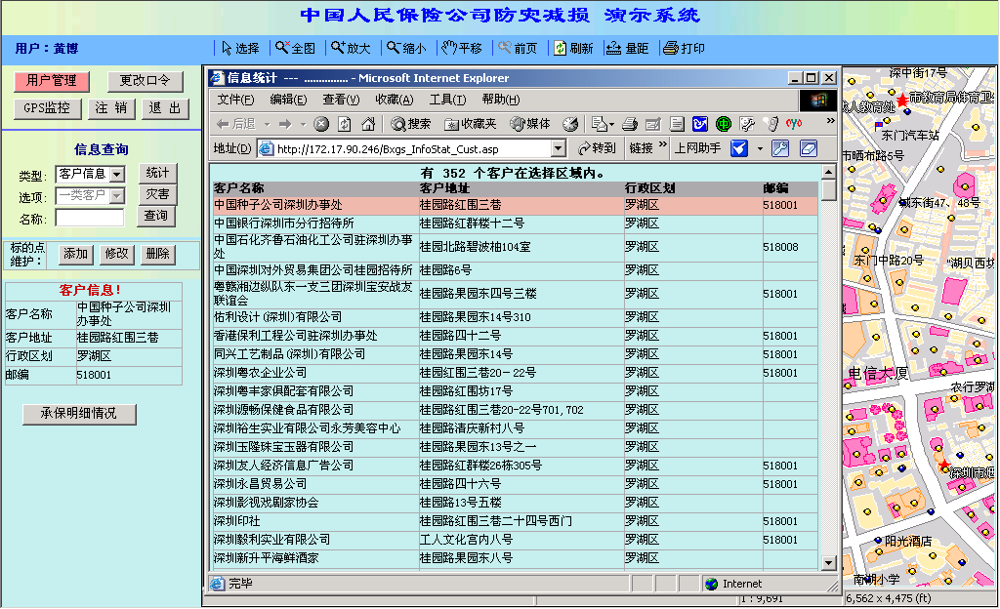 中国人民保险公司防灾减损 演示系统
用户：黄博
选择 全图 放大 缩小 平移 前页 刷新 量距 打印
用户管理 更改口令
GPS监控 注 销 退 出
信息查询
类型: 客户信息 统计
选项: 一类客户 灾害
名称: 查询
标的点
维护： 添加 修改 删除
客户信息！
客户名称 中国种子公司深圳
办事处
客户地址 桂园路红围三巷
行政区划 罗湖区
邮编 518001
承保明细情况
信息统计 --- .............. - Microsoft Internet Explorer
文件(F) 编辑(E) 查看(V) 收藏(A) 工具(T) 帮助(H)
后退 搜索 收藏夹 媒体
地址(D) http://172.17.90.246/Bxgs_InfoStat_Cust.asp 转到 链接 » 上网助手
有 352 个客户在选择区域内。
客户名称 客户地址 行政区划 邮编
中国种子公司深圳办事处 桂园路红围三巷 罗湖区 518001
中国银行深圳市分行招待所 桂园路红群楼十二号 罗湖区
中国石化齐鲁石油化工公司驻深圳办事
处 桂园北路碧波柚104室 罗湖区 518008
中国深圳对外贸易集团公司桂园招待所 桂园路6号 罗湖区
粤赣湘边纵队东一支三团深圳宝安战友
联谊会 桂园路果园东四号三楼 罗湖区 518001
佑利设计(深圳)有限公司 桂园路果园东14号310 罗湖区 518001
香港保利工程公司驻深圳办事处 桂园路四十二号 罗湖区 518001
同兴工艺制品(深圳)有限公司 桂园路果园东14号 罗湖区 518001
深圳粤农企业公司 桂园红围三巷20－22号 罗湖区 518001
深圳粤丰家俱配套有限公司 桂园路红围坊17号 罗湖区
深圳源畅保健食品有限公司 桂园路红围三巷20-22号701,702 罗湖区
深圳裕生实业有限公司永芳美容中心 桂园路清庆新村八号 罗湖区
深圳玉隆珠宝玉器有限公司 桂园路果园东13号之一 罗湖区
深圳友人经济信息广告公司 桂园路红群楼26栋305号 罗湖区 518001
深圳永昌贸易公司 桂园路四十六号 罗湖区 518001
深圳影视戏剧家协会 桂园路13号五楼 罗湖区
深圳印社 桂园路红围三巷二十四号西门 罗湖区 518001
深圳毅利实业有限公司 工人文化宫内八号 罗湖区 518001
深圳新升平海鲜酒家 桂园路果园东八号 罗湖区
完毕 Internet
深中街17号
市教育局体育卫
成人教育处
东门汽车站
市晒布路5号
城东街47、48号
东门中路20号
"湖贝西坊
电信大厦
农行罗湖
深圳市烟
阳光酒店
南湖小学
1：9,691 6,562 x 4,475 (ft)